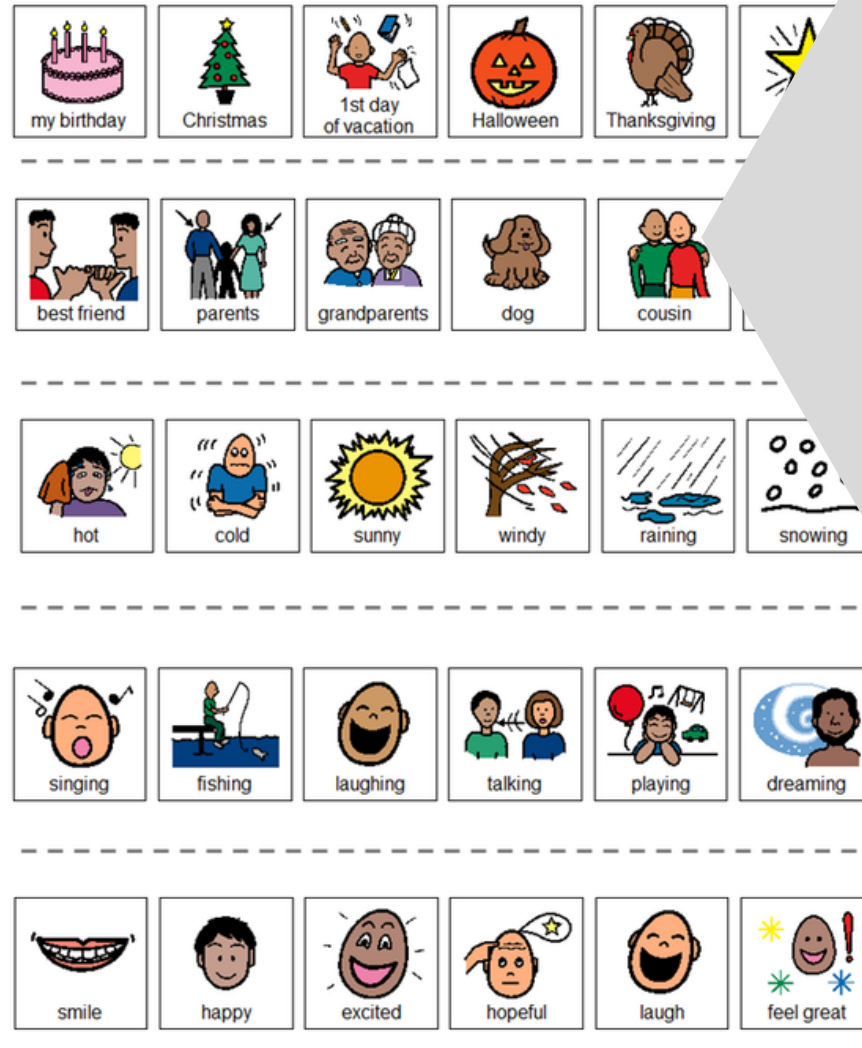 my birthday
Christmas
1st day
of vacation
Halloween
Thanksgiving
best friend
parents
grandparents
dog
cousin
hot
cold
sunny
windy
raining
snowing
singing
fishing
laughing
talking
playing
dreaming
smile
happy
excited
hopeful
laugh
feel great